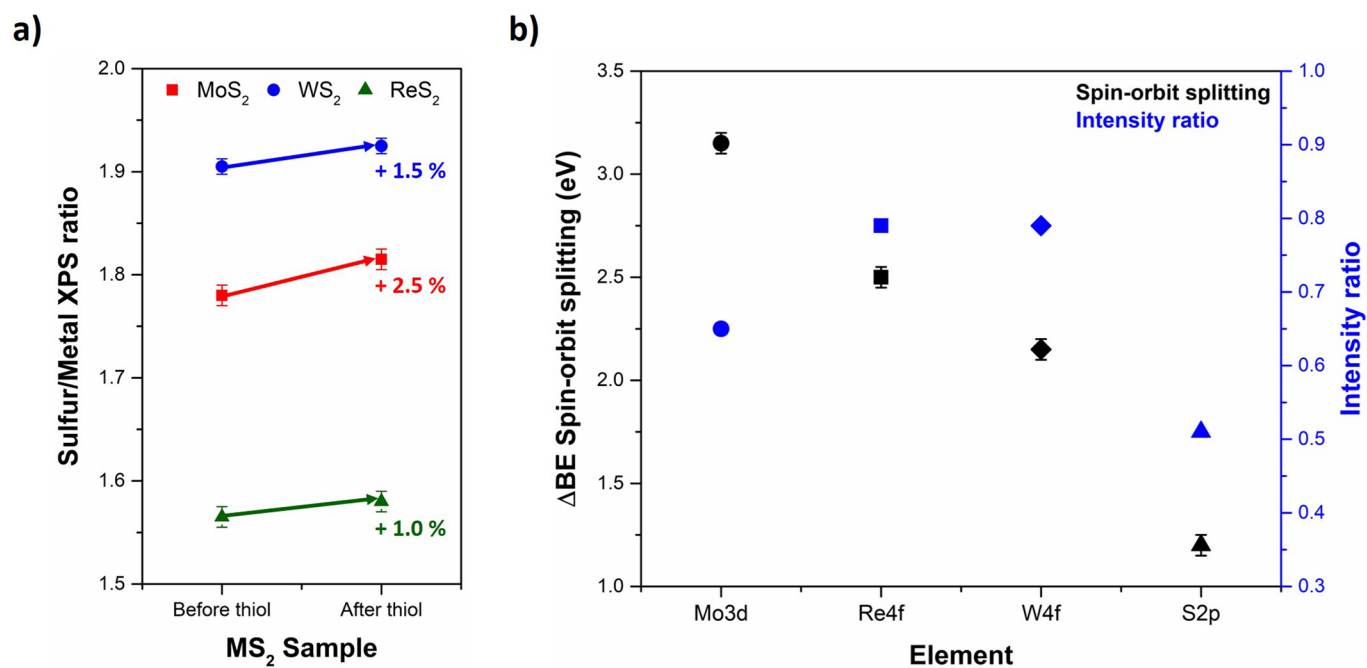 a)
2.0
1.9
1.8
1.7
1.6
1.5
Sulfur/Metal XPS ratio
MoS₂ WS₂ ReS₂
+ 1.5 %
+ 2.5 %
+ 1.0 %
Before thiol After thiol
MS₂ Sample
b)
3.5
3.0
2.5
2.0
1.5
1.0
ΔBE Spin-orbit splitting (eV)
Spin-orbit splitting
Intensity ratio
1.0
0.9
0.8
0.7
0.6
0.5
0.4
0.3
Intensity ratio
Mo3d Re4f W4f S2p
Element